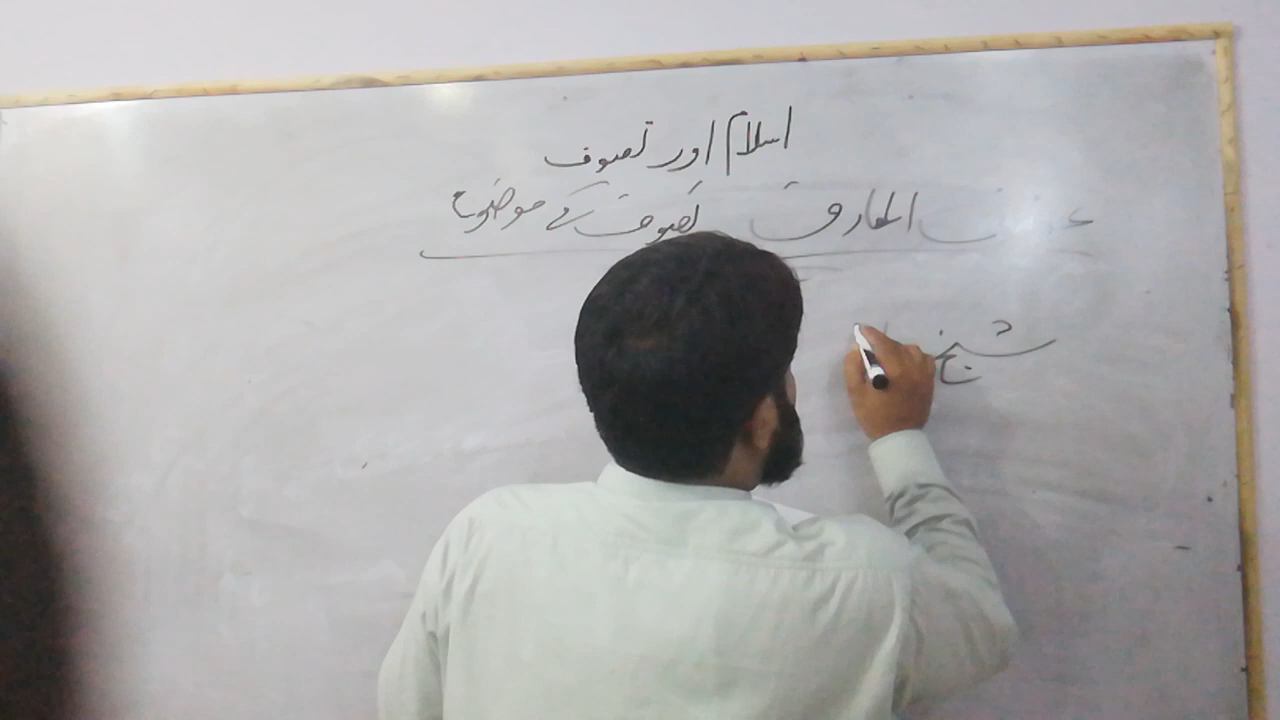 اسلام اور تصوف
المعارف تصوف کے موضوع
شیخ